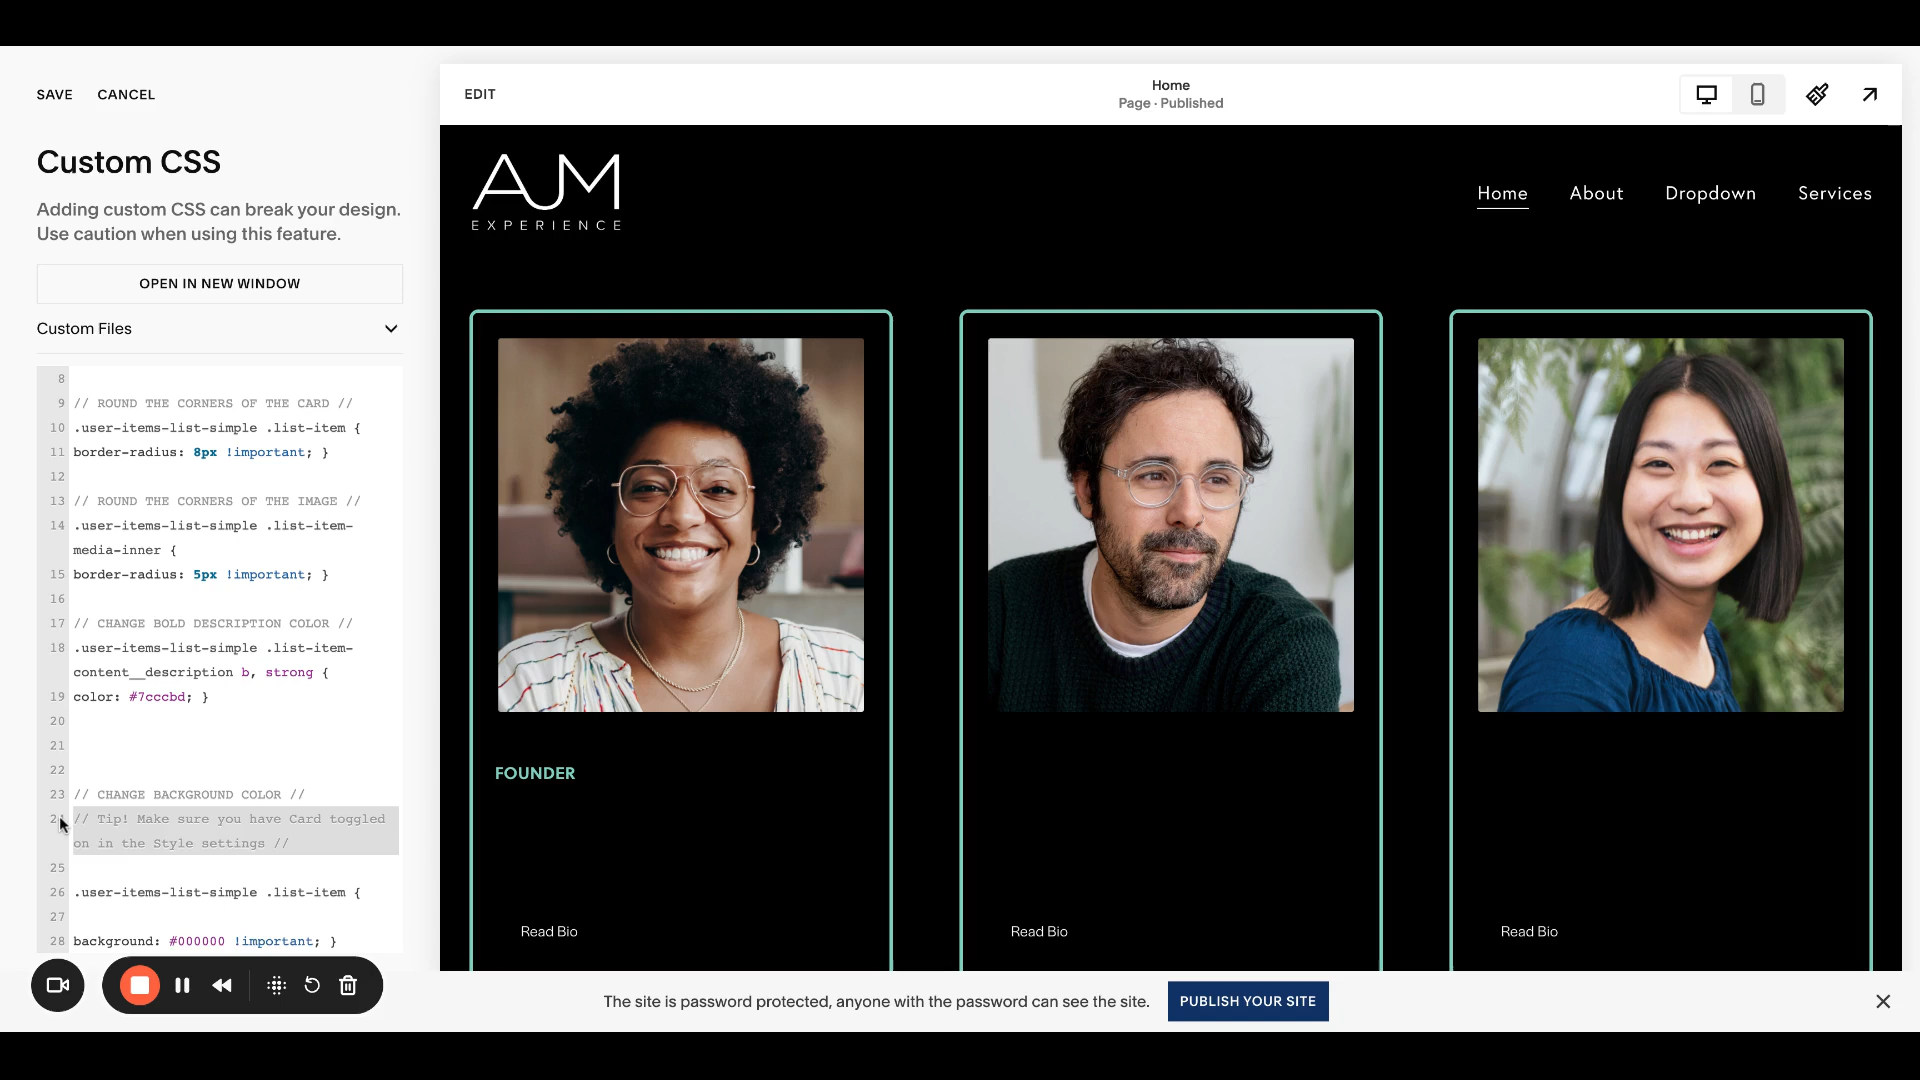 SAVE CANCEL
Custom CSS
Adding custom CSS can break your design.
Use caution when using this feature.
OPEN IN NEW WINDOW
Custom Files
8
9 // ROUND THE CORNERS OF THE CARD //
10 .user-items-list-simple .list-item {
11 border-radius: 8px !important; }
12
13 // ROUND THE CORNERS OF THE IMAGE //
14 .user-items-list-simple .list-item-
media-inner {
15 border-radius: 5px !important; }
16
17 // CHANGE BOLD DESCRIPTION COLOR //
18 .user-items-list-simple .list-item-
content__description b, strong {
19 color: #7cccbd; }
20
21
22
23 // CHANGE BACKGROUND COLOR //
24 // Tip! Make sure you have Card toggled
on in the Style settings //
25
26 .user-items-list-simple .list-item {
27
28 background: #000000 !important; }
EDIT
Home
Page · Published
AJM
EXPERIENCE
Home About Dropdown Services
FOUNDER
Read Bio Read Bio Read Bio
The site is password protected, anyone with the password can see the site. PUBLISH YOUR SITE